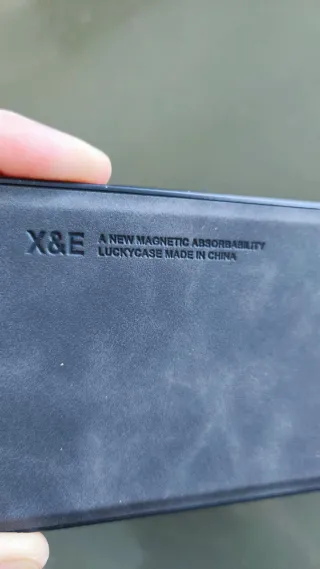 X&E
A NEW MAGNETIC ABSORBABILITY
LUCKYCASE MADE IN CHINA